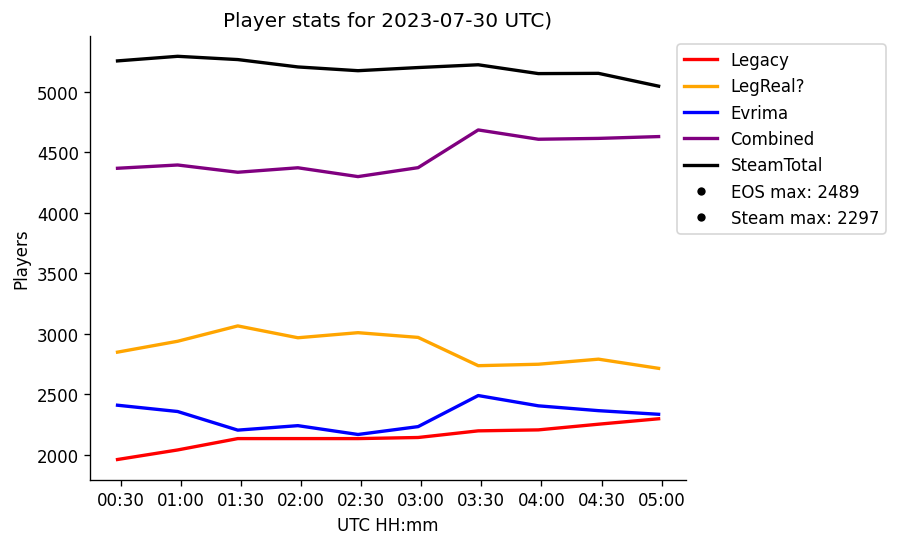 Player stats for 2023-07-30 UTC)
Players
5000
4500
4000
3500
3000
2500
2000
00:30 01:00 01:30 02:00 02:30 03:00 03:30 04:00 04:30 05:00
UTC HH:mm
Legacy
LegReal?
Evrima
Combined
SteamTotal
EOS max: 2489
Steam max: 2297